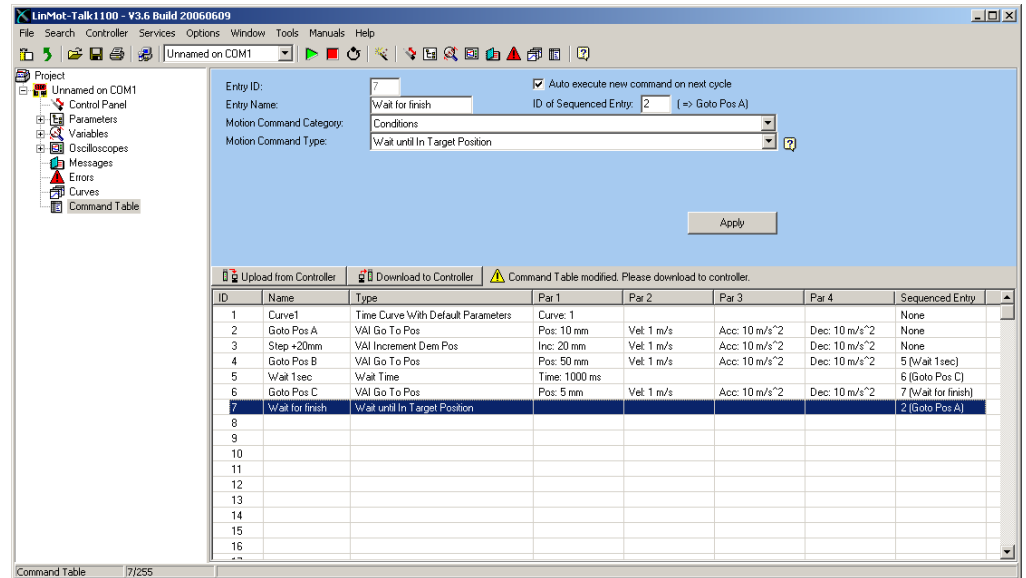 LinMot-Talk1100 - V3.6 Build 20060609
File Search Controller Services Options Window Tools Manuals Help
Unnamed on COM1
Project
Unnamed on COM1
Control Panel
Parameters
Variables
Oscilloscopes
Messages
Errors
Curves
Command Table
Entry ID: 7
Auto execute new command on next cycle
Entry Name: Wait for finish
ID of Sequenced Entry: 2 ( => Goto Pos A)
Motion Command Category: Conditions
Motion Command Type: Wait until In Target Position
Apply
Upload from Controller Download to Controller Command Table modified. Please download to controller.
ID Name Type Par 1 Par 2 Par 3 Par 4 Sequenced Entry
1 Curve1 Time Curve With Default Parameters Curve: 1 None
2 Goto Pos A VAI Go To Pos Pos: 10 mm Vel: 1 m/s Acc: 10 m/s^2 Dec: 10 m/s^2 None
3 Step +20mm VAI Increment Dem Pos Inc: 20 mm Vel: 1 m/s Acc: 10 m/s^2 Dec: 10 m/s^2 None
4 Goto Pos B VAI Go To Pos Pos: 50 mm Vel: 1 m/s Acc: 10 m/s^2 Dec: 10 m/s^2 5 (Wait 1sec)
5 Wait 1sec Wait Time Time: 1000 ms 6 (Goto Pos C)
6 Goto Pos C VAI Go To Pos Pos: 5 mm Vel: 1 m/s Acc: 10 m/s^2 Dec: 10 m/s^2 7 (Wait for finish)
7 Wait for finish Wait until In Target Position 2 (Goto Pos A)
8
9
10
11
12
13
14
15
16
Command Table 7/255